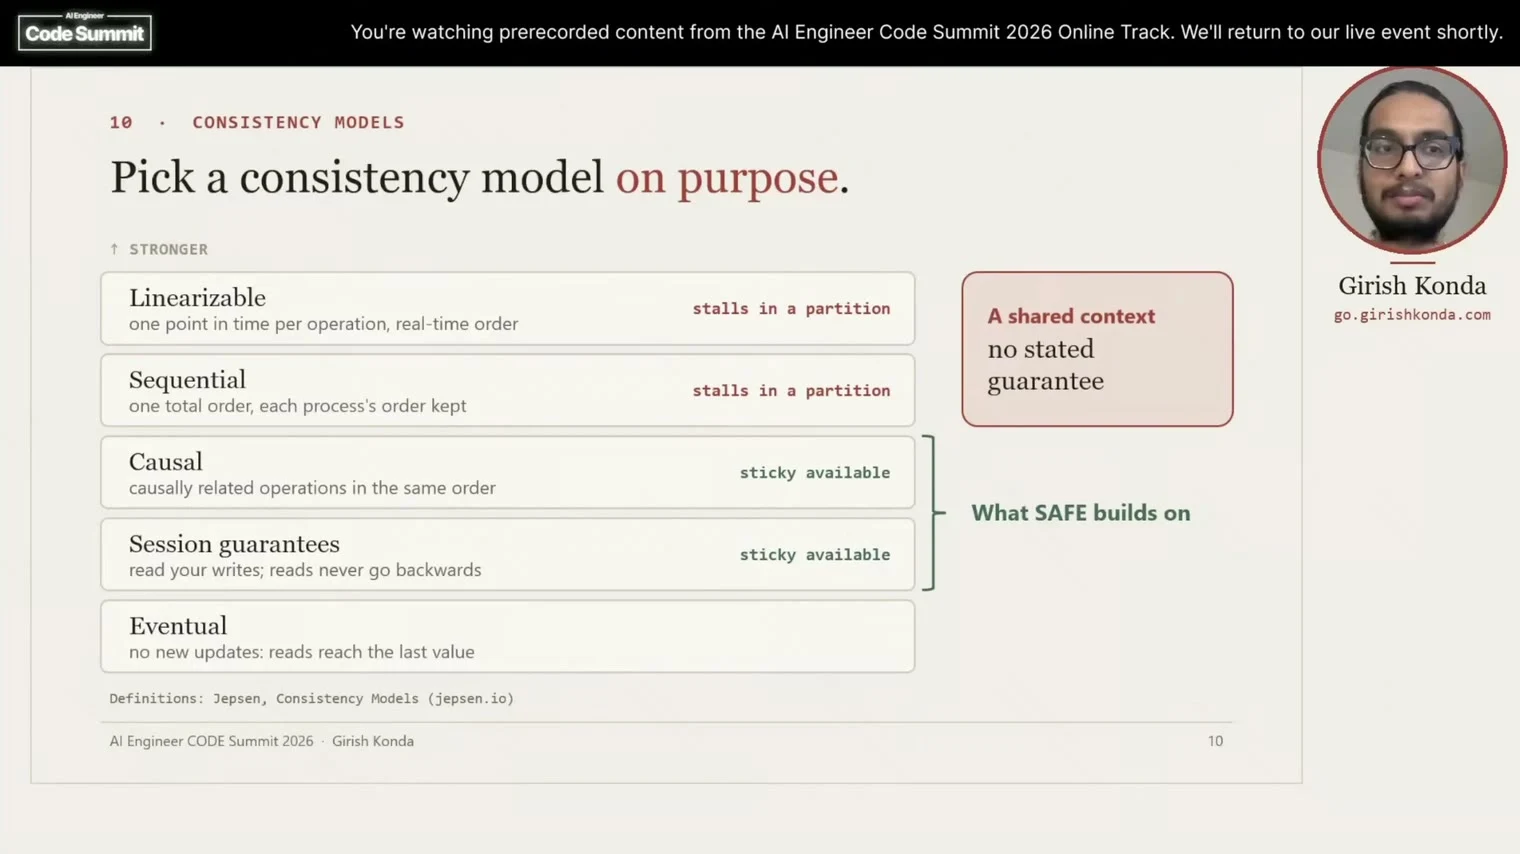 AI Engineer
Code Summit
You're watching prerecorded content from the AI Engineer Code Summit 2026 Online Track. We'll return to our live event shortly.
10 · CONSISTENCY MODELS
Pick a consistency model on purpose.
↑ STRONGER
Linearizable
one point in time per operation, real-time order
stalls in a partition
Sequential
one total order, each process's order kept
stalls in a partition
Causal
causally related operations in the same order
sticky available
Session guarantees
read your writes; reads never go backwards
sticky available
Eventual
no new updates: reads reach the last value
A shared context
no stated
guarantee
What SAFE builds on
Definitions: Jepsen, Consistency Models (jepsen.io)
AI Engineer CODE Summit 2026 · Girish Konda
10
Girish Konda
go.girishkonda.com